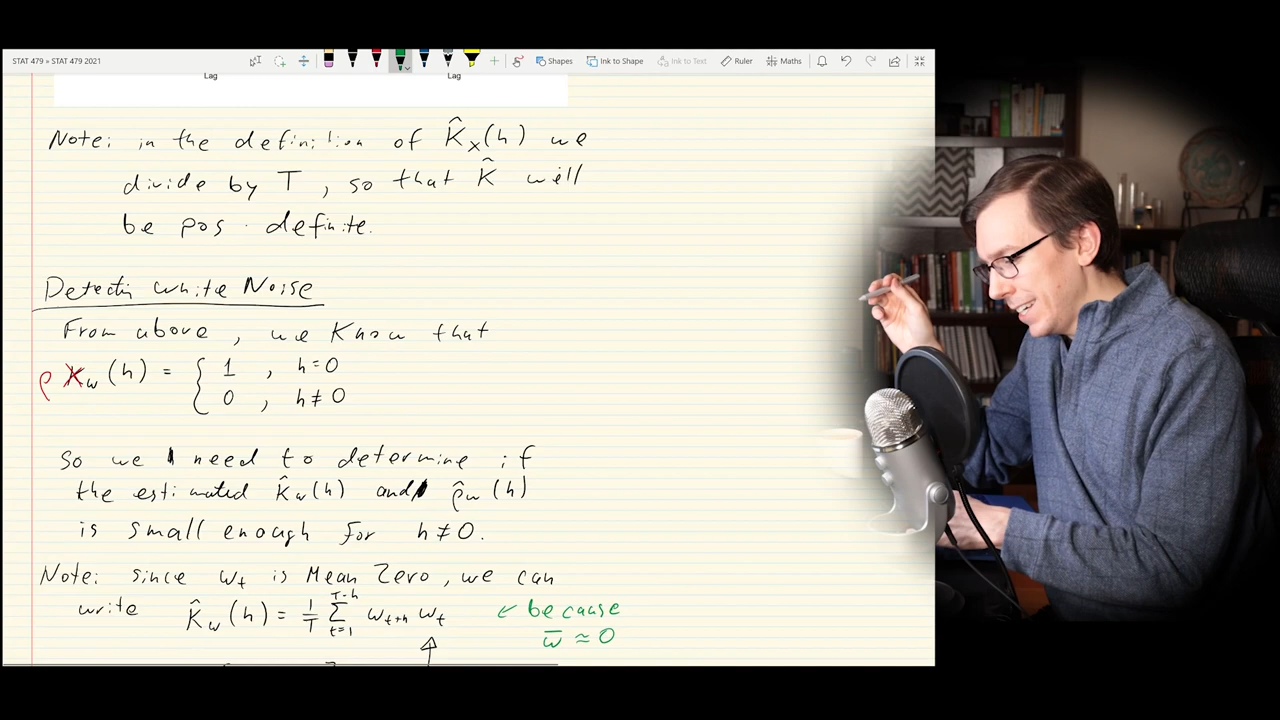 STAT 479 » STAT 479 2021
Shapes
Ink to Shape
Ink to Text
Ruler
Maths
Lag Lag
Note: in the definition of K̂x(h) we
divide by T, so that K̂ will
be pos. definite.
Detecti White Noise
From above, we know that
ρ Kw(h) = { 1, h=0
0, h≠0
So we need to determine if
the estimated K̂w(h) and ρ̂w(h)
is small enough for h≠0.
Note: since wt is Mean Zero, we can
write K̂w(h) = 1/T Σ_{t=1}^{T-h} wt+h wt ← because
w̄ ≈ 0